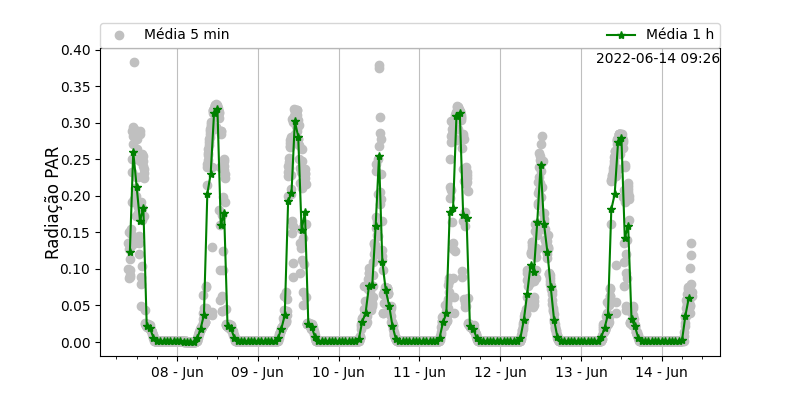 Média 5 min
Média 1 h
2022-06-14 09:26
Radiação PAR
0.40
0.35
0.30
0.25
0.20
0.15
0.10
0.05
0.00
08 - Jun
09 - Jun
10 - Jun
11 - Jun
12 - Jun
13 - Jun
14 - Jun